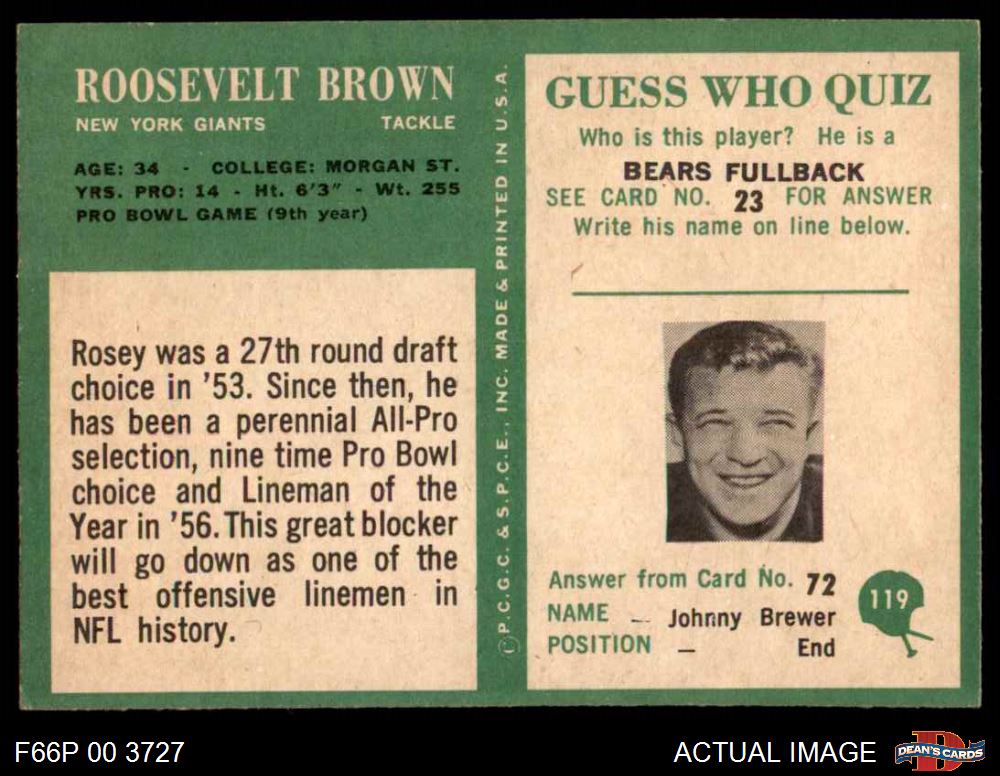 ROOSEVELT BROWN
NEW YORK GIANTS TACKLE
AGE: 34 - COLLEGE: MORGAN ST.
YRS. PRO: 14 - Ht. 6'3" - Wt. 255
PRO BOWL GAME (9th year)
Rosey was a 27th round draft
choice in '53. Since then, he
has been a perennial All-Pro
selection, nine time Pro Bowl
choice and Lineman of the
Year in '56. This great blocker
will go down as one of the
best offensive linemen in
NFL history.
© P.C.G.C. & S.P.C.E., INC. MADE & PRINTED IN U.S.A.
GUESS WHO QUIZ
Who is this player? He is a
BEARS FULLBACK
SEE CARD NO. 23 FOR ANSWER
Write his name on line below.
Answer from Card No. 72
NAME — Johnny Brewer
POSITION — End
119
F66P 00 3727
ACTUAL IMAGE
D
DEAN'S CARDS